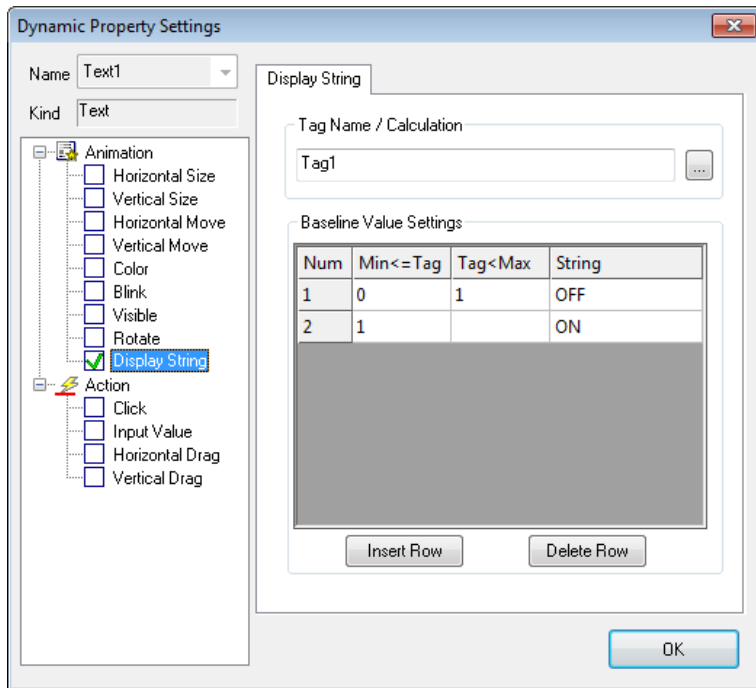 Dynamic Property Settings
Name Text1
Kind Text
Animation
Horizontal Size
Vertical Size
Horizontal Move
Vertical Move
Color
Blink
Visible
Rotate
Display String
Action
Click
Input Value
Horizontal Drag
Vertical Drag
Display String
Tag Name / Calculation
Tag1
...
Baseline Value Settings
Num Min<=Tag Tag<Max String
1 0 1 OFF
2 1 ON
Insert Row Delete Row
OK